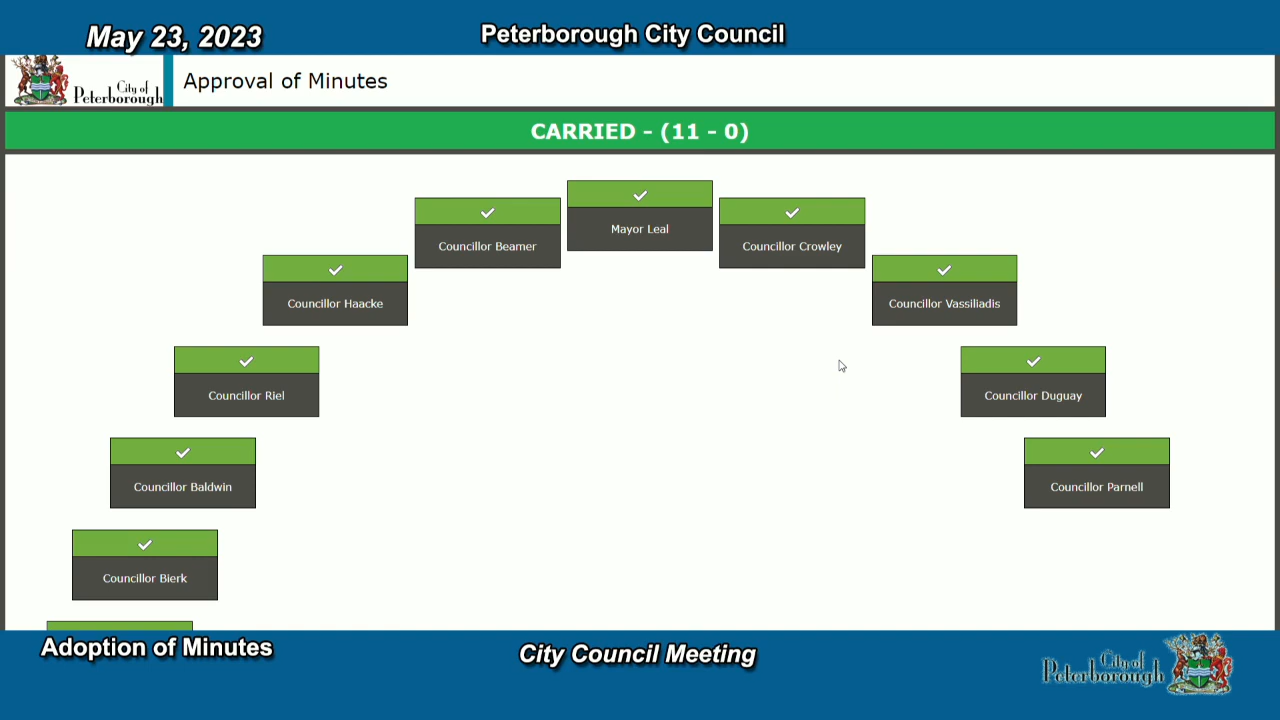 May 23, 2023
Peterborough City Council
City of
Peterborough
Approval of Minutes
CARRIED - (11 - 0)
Mayor Leal
Councillor Beamer
Councillor Crowley
Councillor Haacke
Councillor Vassiliadis
Councillor Riel
Councillor Duguay
Councillor Baldwin
Councillor Parnell
Councillor Bierk
Adoption of Minutes
City Council Meeting
City of
Peterborough